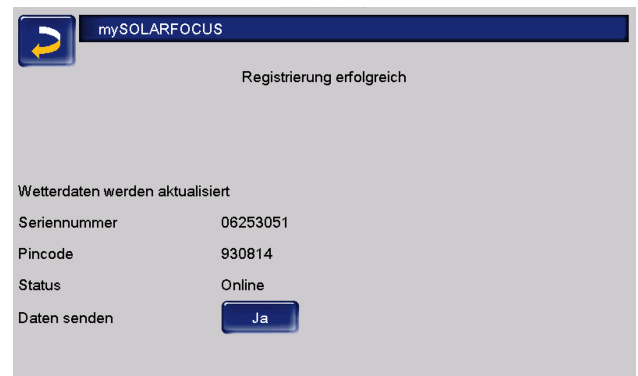 mySOLARFOCUS
Registrierung erfolgreich
Wetterdaten werden aktualisiert
Seriennummer 06253051
Pincode 930814
Status Online
Daten senden Ja